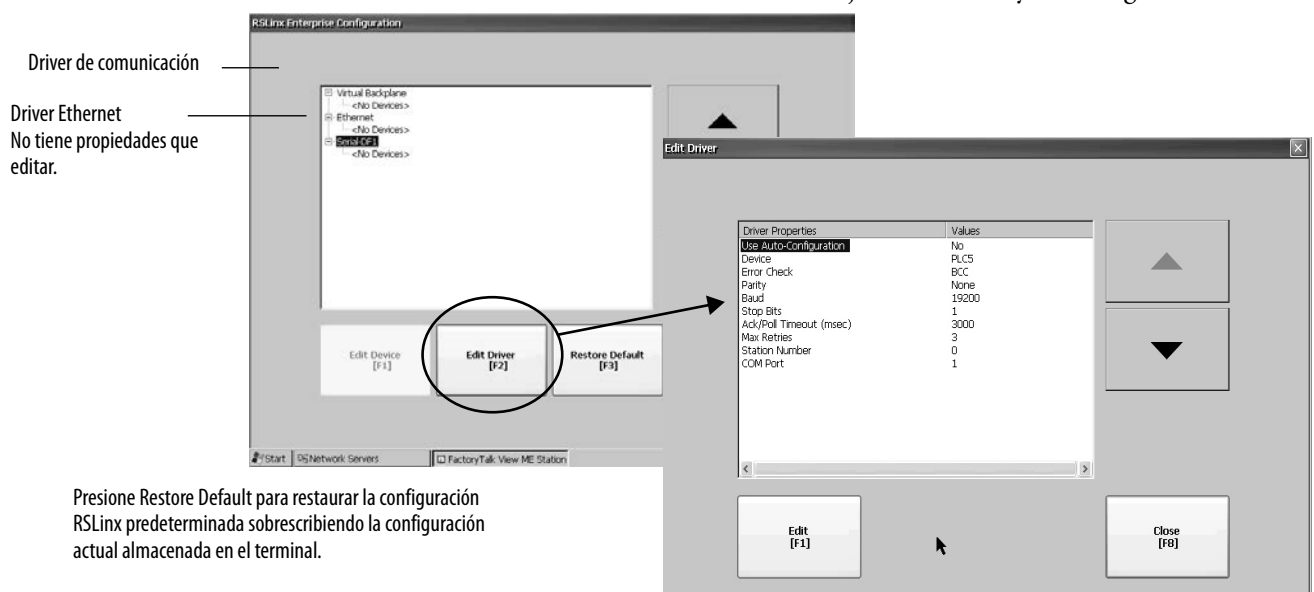 RSLinx Enterprise Configuration
Driver de comunicación
Driver Ethernet
No tiene propiedades que
editar.
Virtual Backplane
<No Devices>
Ethernet
<No Devices>
Serial-DF1
<No Devices>
Edit Device
[F1]
Edit Driver
[F2]
Restore Default
[F3]
Start
Network Servers
FactoryTalk View ME Station
Presione Restore Default para restaurar la configuración
RSLinx predeterminada sobrescribiendo la configuración
actual almacenada en el terminal.
Edit Driver
Driver Properties Values
Use Auto-Configuration No
Device PLC5
Error Check BCC
Parity None
Baud 19200
Stop Bits 1
Ack/Poll Timeout (msec) 3000
Max Retries 3
Station Number 0
COM Port 1
Edit
[F1]
Close
[F8]